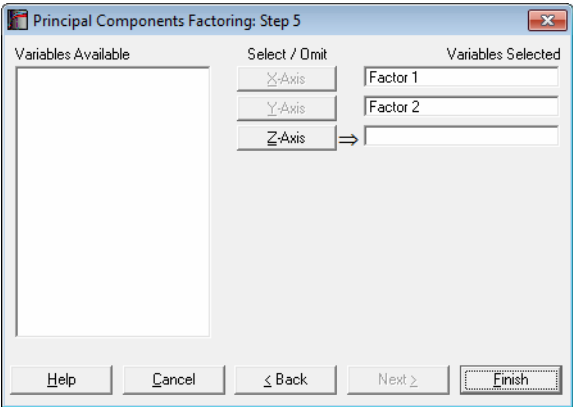 Principal Components Factoring: Step 5
Variables Available Select / Omit Variables Selected
X-Axis Factor 1
Y-Axis Factor 2
Z-Axis ⇒
Help Cancel < Back Next > Finish